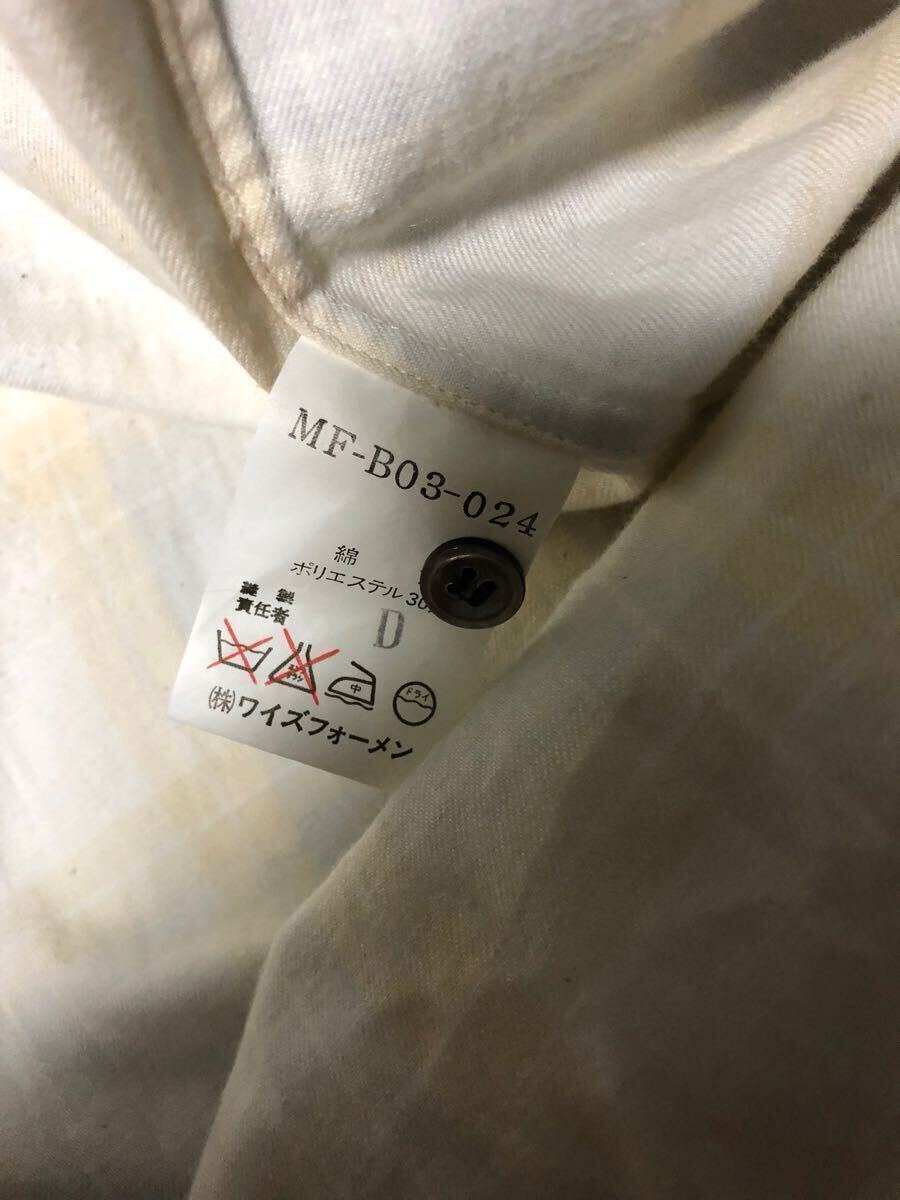 MF-B03-024
綿
ポリエステル 30
縫製
責任者
D
中
ドライ
(株)ワイズフォーメン